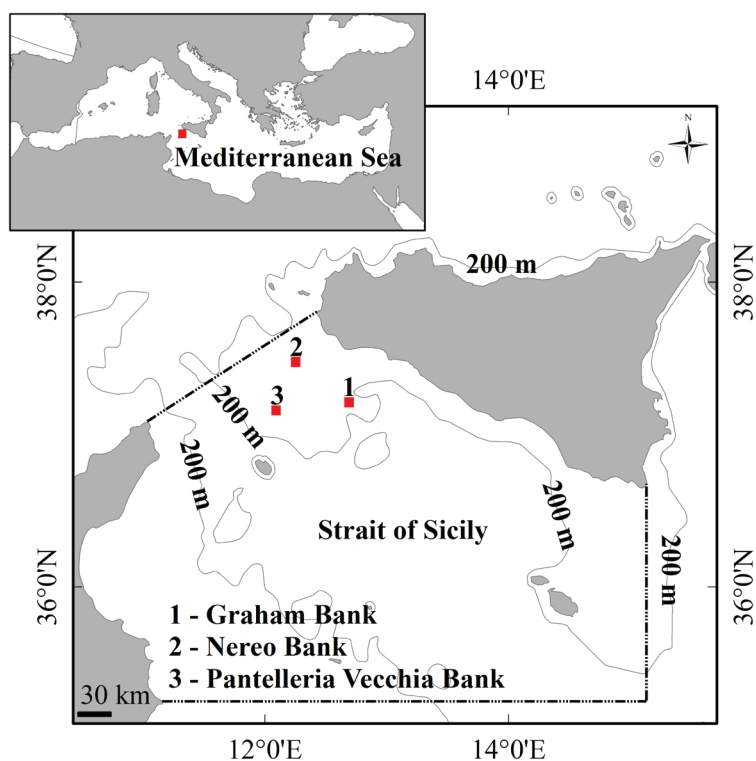 14°0'E
N
Mediterranean Sea
200 m
38°0'N
38°0'N
2
1
3
200 m
200 m
Strait of Sicily
200 m
200 m
36°0'N
36°0'N
1 - Graham Bank
2 - Nereo Bank
3 - Pantelleria Vecchia Bank
30 km
12°0'E
14°0'E